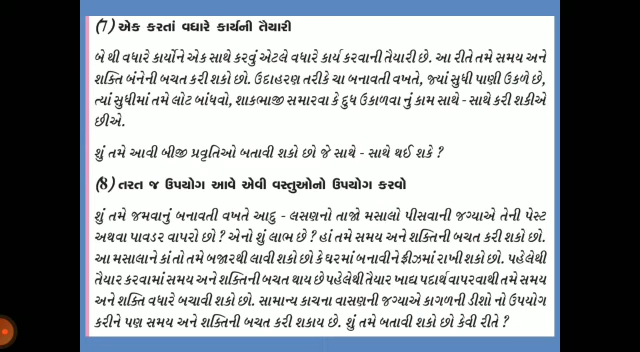 (7) એક કરતાં વધારે કાર્યની તૈયારી
બે થી વધારે કાર્યોને એક સાથે કરવું એટલે વધારે કાર્ય કરવાની તૈયારી છે. આ રીતે તમે સમય અને
શક્તિ બંનેની બચત કરી શકો છો. ઉદાહરણ તરીકે ચા બનાવતી વખતે, જ્યાં સુધી પાણી ઉકળે છે,
ત્યાં સુધીમાં તમે લોટ બાંધવો, શાકભાજી સમારવા કે દુધ ઉકાળવા નું કામ સાથે - સાથે કરી શકીએ
છીએ.
શું તમે આવી બીજી પ્રવૃતિઓ બતાવી શકો છો જે સાથે - સાથે થઈ શકે ?
(8) તરત જ ઉપયોગ આવે એવી વસ્તુઓનો ઉપયોગ કરવો
શું તમે જમવાનું બનાવતી વખતે આદુ - લસણનો તાજો મસાલો પીસવાની જગ્યાએ તેની પેસ્ટ
અથવા પાવડર વાપરો છો ? એનો શું લાભ છે ? હાં તમે સમય અને શક્તિની બચત કરી શકો છો.
આ મસાલાને કાંતો તમે બજારથી લાવી શકો છો કે ઘરમાં બનાવીને ફ્રીઝમાં રાખી શકો છો. પહેલેથી
તૈયાર કરવામાં સમય અને શક્તિની બચત થાય છે પહેલેથી તૈયાર ખાદ્ય પદાર્થ વાપરવાથી તમે સમય
અને શક્તિ વધારે બચાવી શકો છો. સામાન્ય કાચના વાસણની જગ્યાએ કાગળની ડીશો નો ઉપયોગ
કરીને પણ સમય અને શક્તિની બચત કરી શકાય છે. શું તમે બતાવી શકો છો કેવી રીતે ?